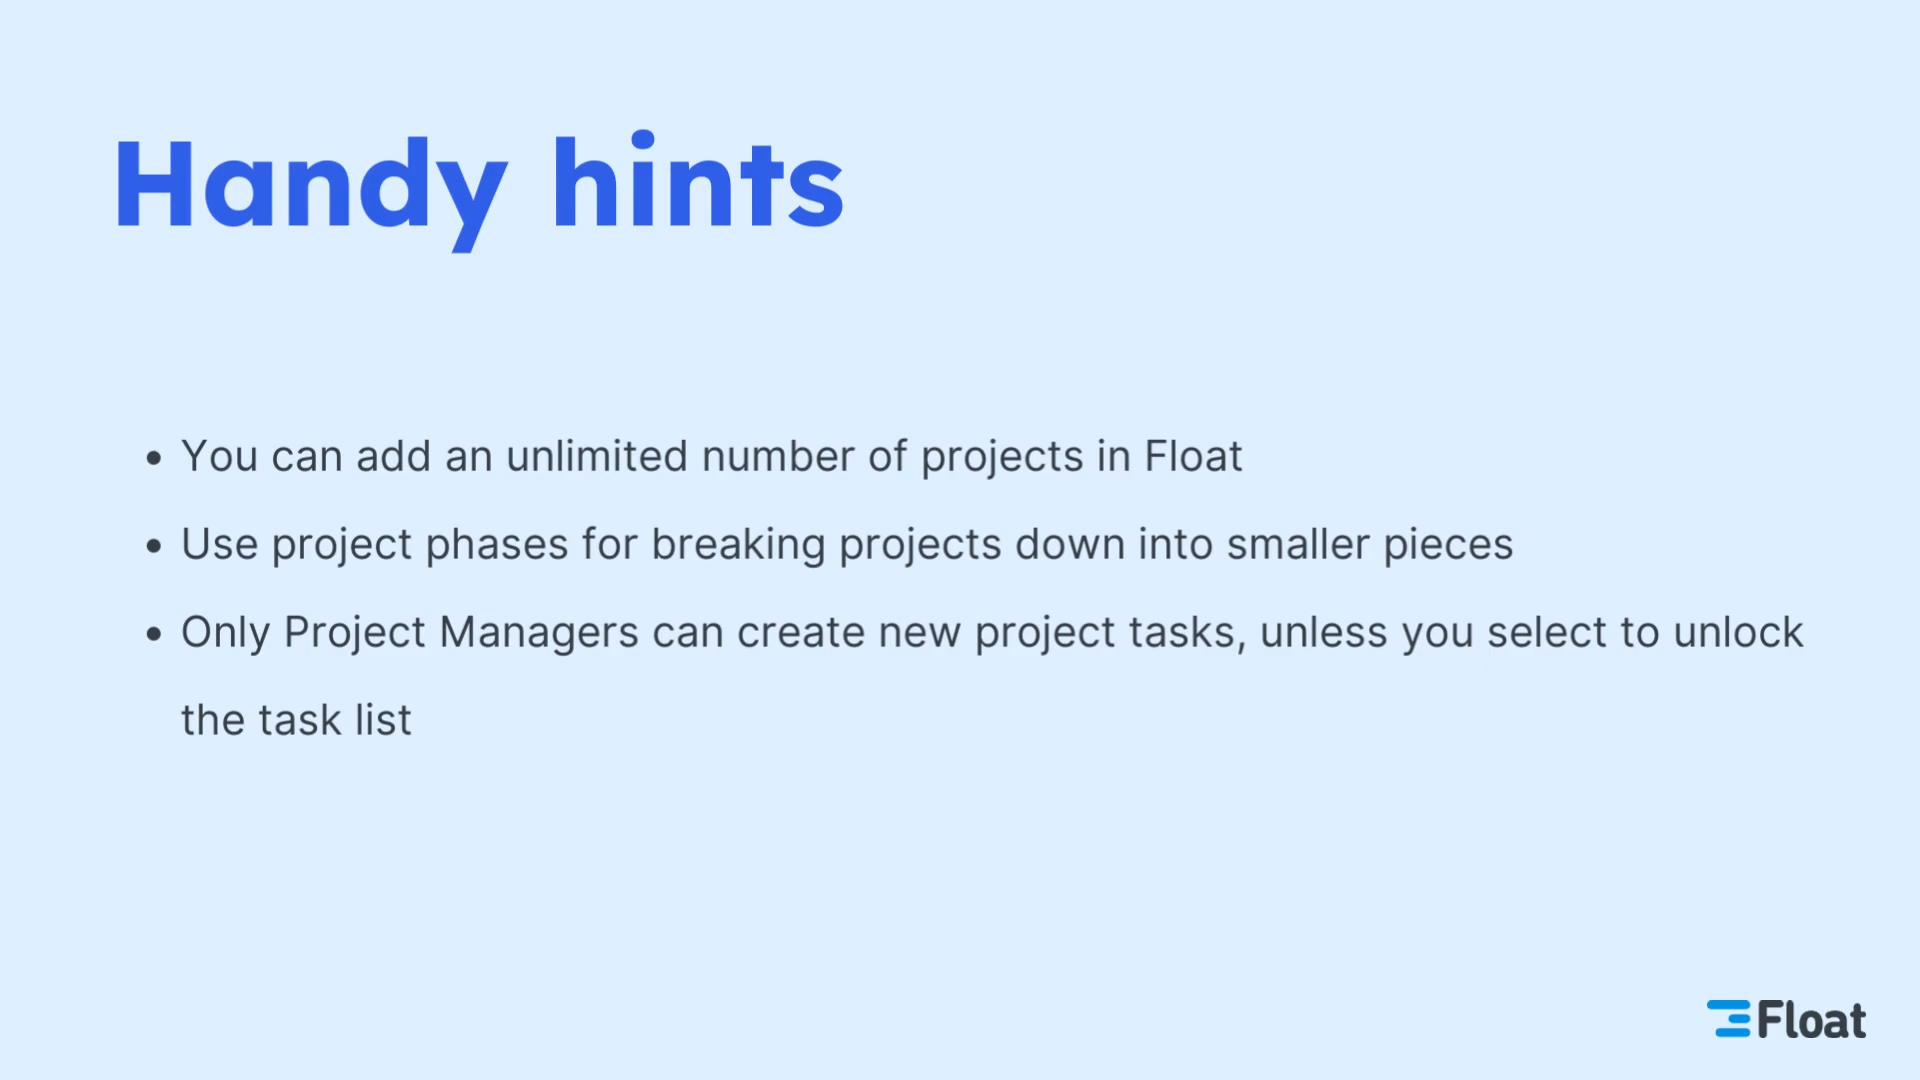 Handy hints
• You can add an unlimited number of projects in Float
• Use project phases for breaking projects down into smaller pieces
• Only Project Managers can create new project tasks, unless you select to unlock
the task list
Float